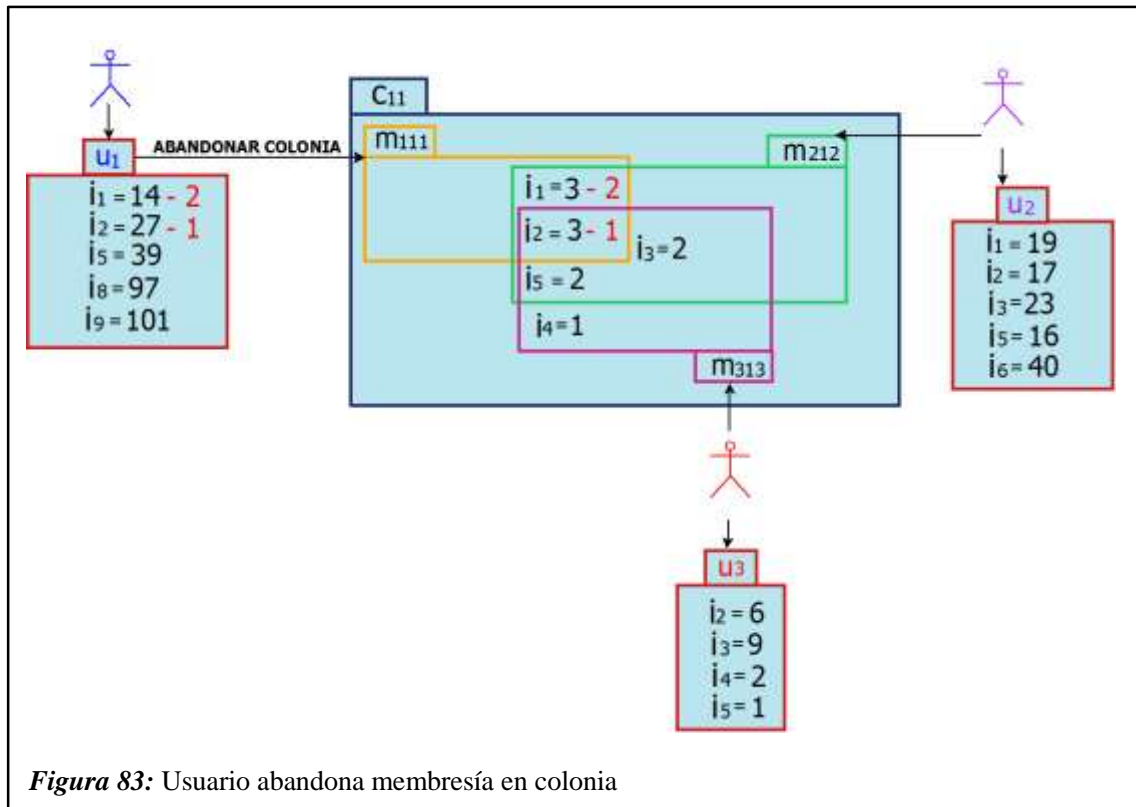 C11
m111
m212
u1
ABANDONAR COLONIA
i1 = 14 - 2
i2 = 27 - 1
i5 = 39
i8 = 97
i9 = 101
i1 = 3 - 2
i2 = 3 - 1
i3 = 2
i5 = 2
i4 = 1
m313
u2
i1 = 19
i2 = 17
i3 = 23
i5 = 16
i6 = 40
u3
i2 = 6
i3 = 9
i4 = 2
i5 = 1
Figura 83: Usuario abandona membresía en colonia